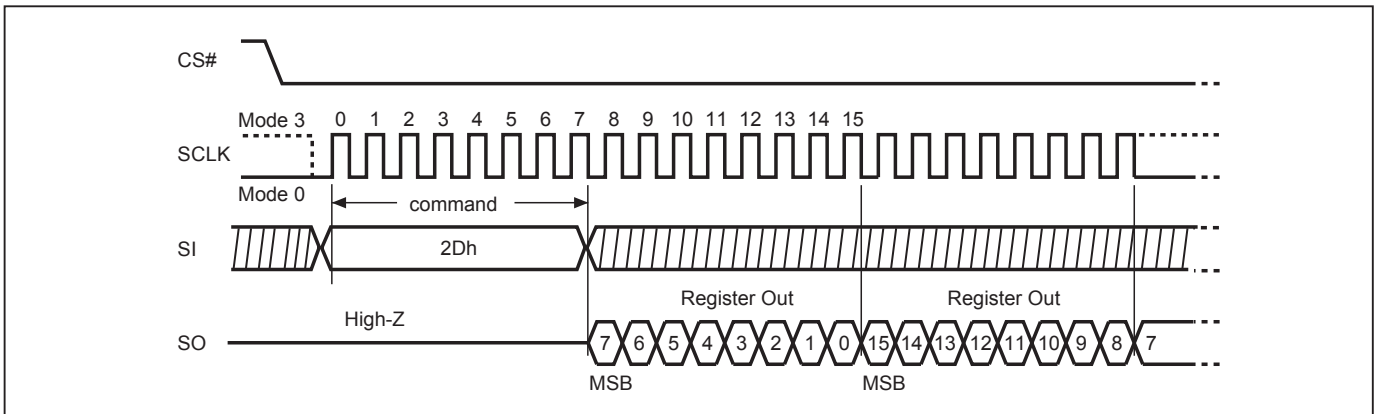 CS#
Mode 3 0 1 2 3 4 5 6 7 8 9 10 11 12 13 14 15
SCLK
Mode 0
command
SI
2Dh
Register Out Register Out
High-Z
SO
7 6 5 4 3 2 1 0 15 14 13 12 11 10 9 8 7
MSB MSB